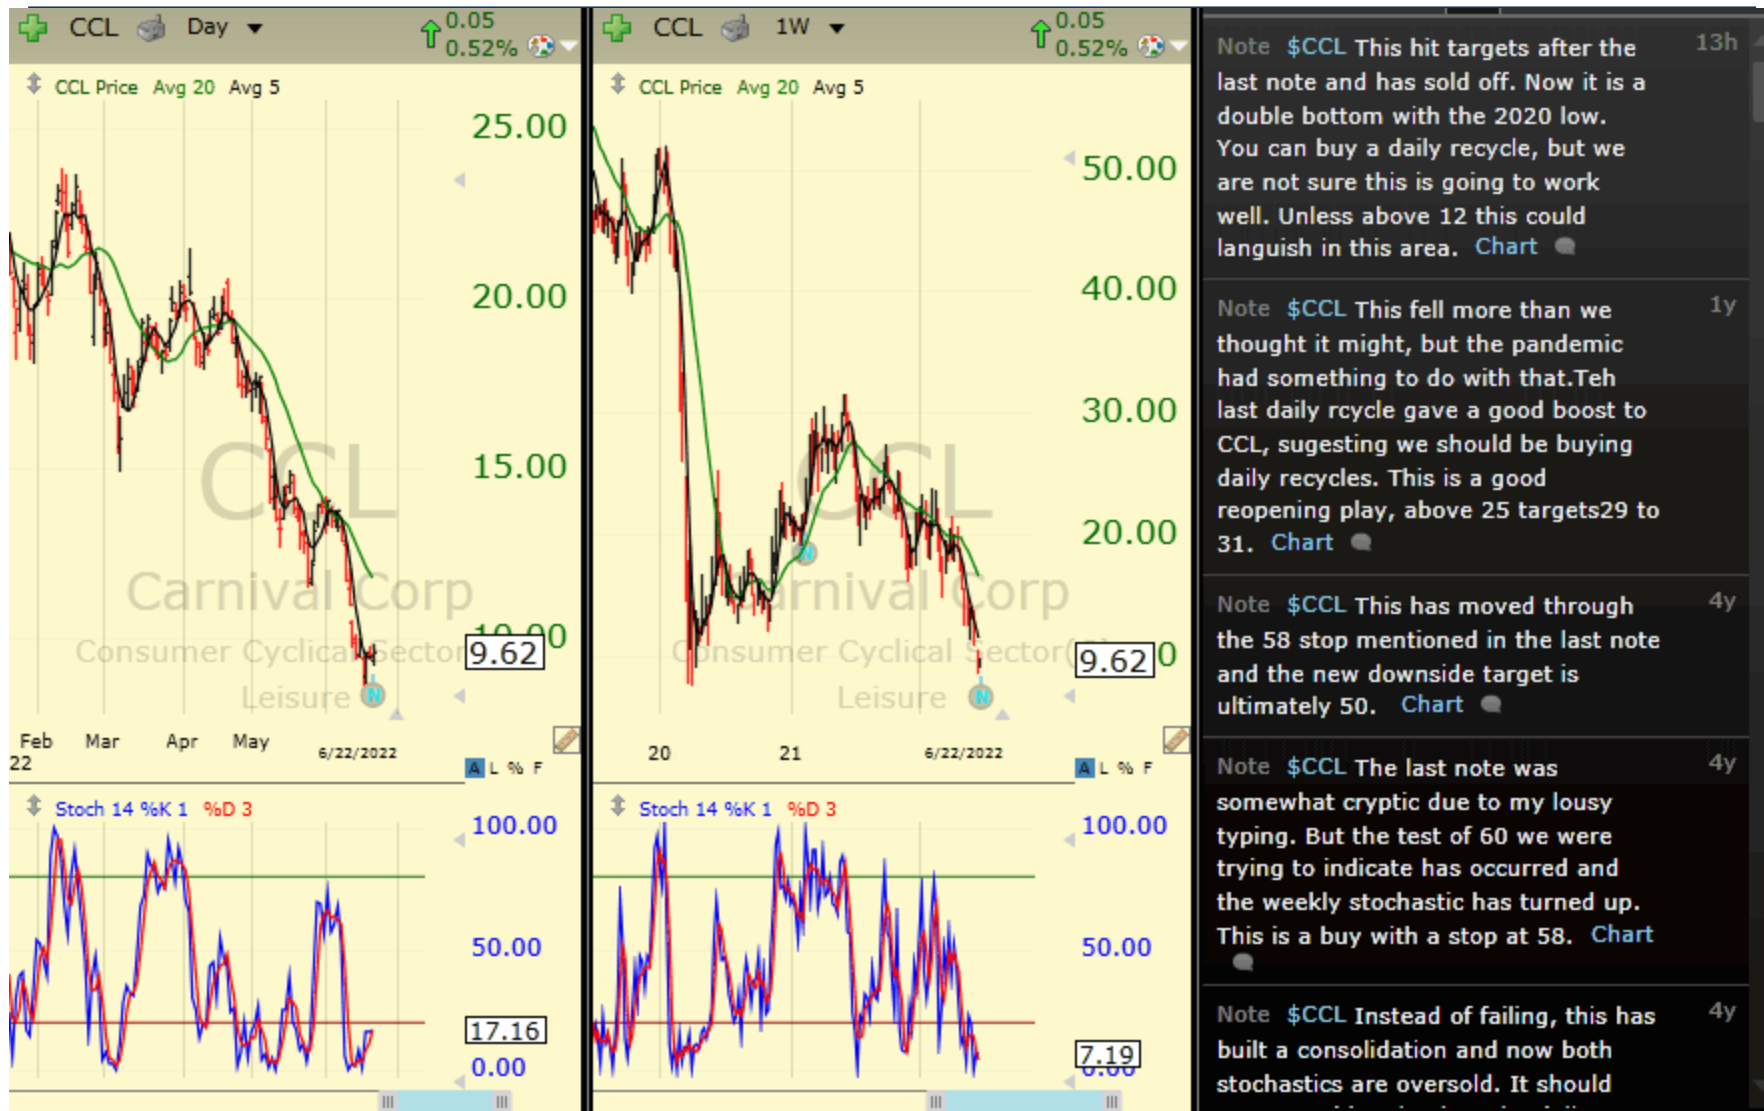 CCL Day 0.05
0.52%
CCL Price Avg 20 Avg 5
25.00
20.00
15.00
10.00
9.62
CCL
Carnival Corp
Consumer Cyclical Sector
Leisure
N
Feb Mar Apr May 6/22/2022
22
A L % F
Stoch 14 %K 1 %D 3
100.00
50.00
17.16
0.00
CCL 1W 0.05
0.52%
CCL Price Avg 20 Avg 5
50.00
40.00
30.00
20.00
9.62
CCL
Carnival Corp
Consumer Cyclical Sector
Leisure
N
N
20 21 6/22/2022
A L % F
Stoch 14 %K 1 %D 3
100.00
50.00
7.19
0.00
Note $CCL This hit targets after the 13h
last note and has sold off. Now it is a
double bottom with the 2020 low.
You can buy a daily recycle, but we
are not sure this is going to work
well. Unless above 12 this could
languish in this area. Chart
Note $CCL This fell more than we 1y
thought it might, but the pandemic
had something to do with that.Teh
last daily rcycle gave a good boost to
CCL, sugesting we should be buying
daily recycles. This is a good
reopening play, above 25 targets29 to
31. Chart
Note $CCL This has moved through 4y
the 58 stop mentioned in the last note
and the new downside target is
ultimately 50. Chart
Note $CCL The last note was 4y
somewhat cryptic due to my lousy
typing. But the test of 60 we were
trying to indicate has occurred and
the weekly stochastic has turned up.
This is a buy with a stop at 58. Chart
Note $CCL Instead of failing, this has 4y
built a consolidation and now both
stochastics are oversold. It should